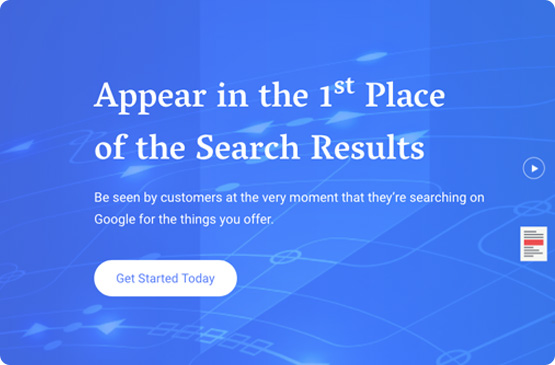 Appear in the 1st Place
of the Search Results
Be seen by customers at the very moment that they're searching on
Google for the things you offer.
Get Started Today